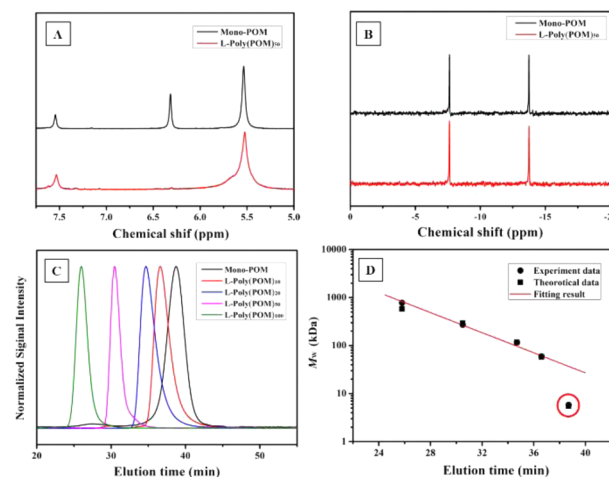 A
Mono-POM
L-Poly(POM)50
7.5
7.0
6.5
6.0
5.5
5.0
Chemical shif (ppm)
B
Mono-POM
L-Poly(POM)50
0
-5
-10
-15
-20
Chemical shift (ppm)
C
Mono-POM
L-Poly(POM)10
L-Poly(POM)20
L-Poly(POM)50
L-Poly(POM)100
Normalized Siginal Intensity
20
30
40
50
Elution time (min)
D
Experiment data
Theoretical data
Fitting result
10000
1000
100
10
1
Mw (kDa)
24
28
32
36
40
Elution time (min)